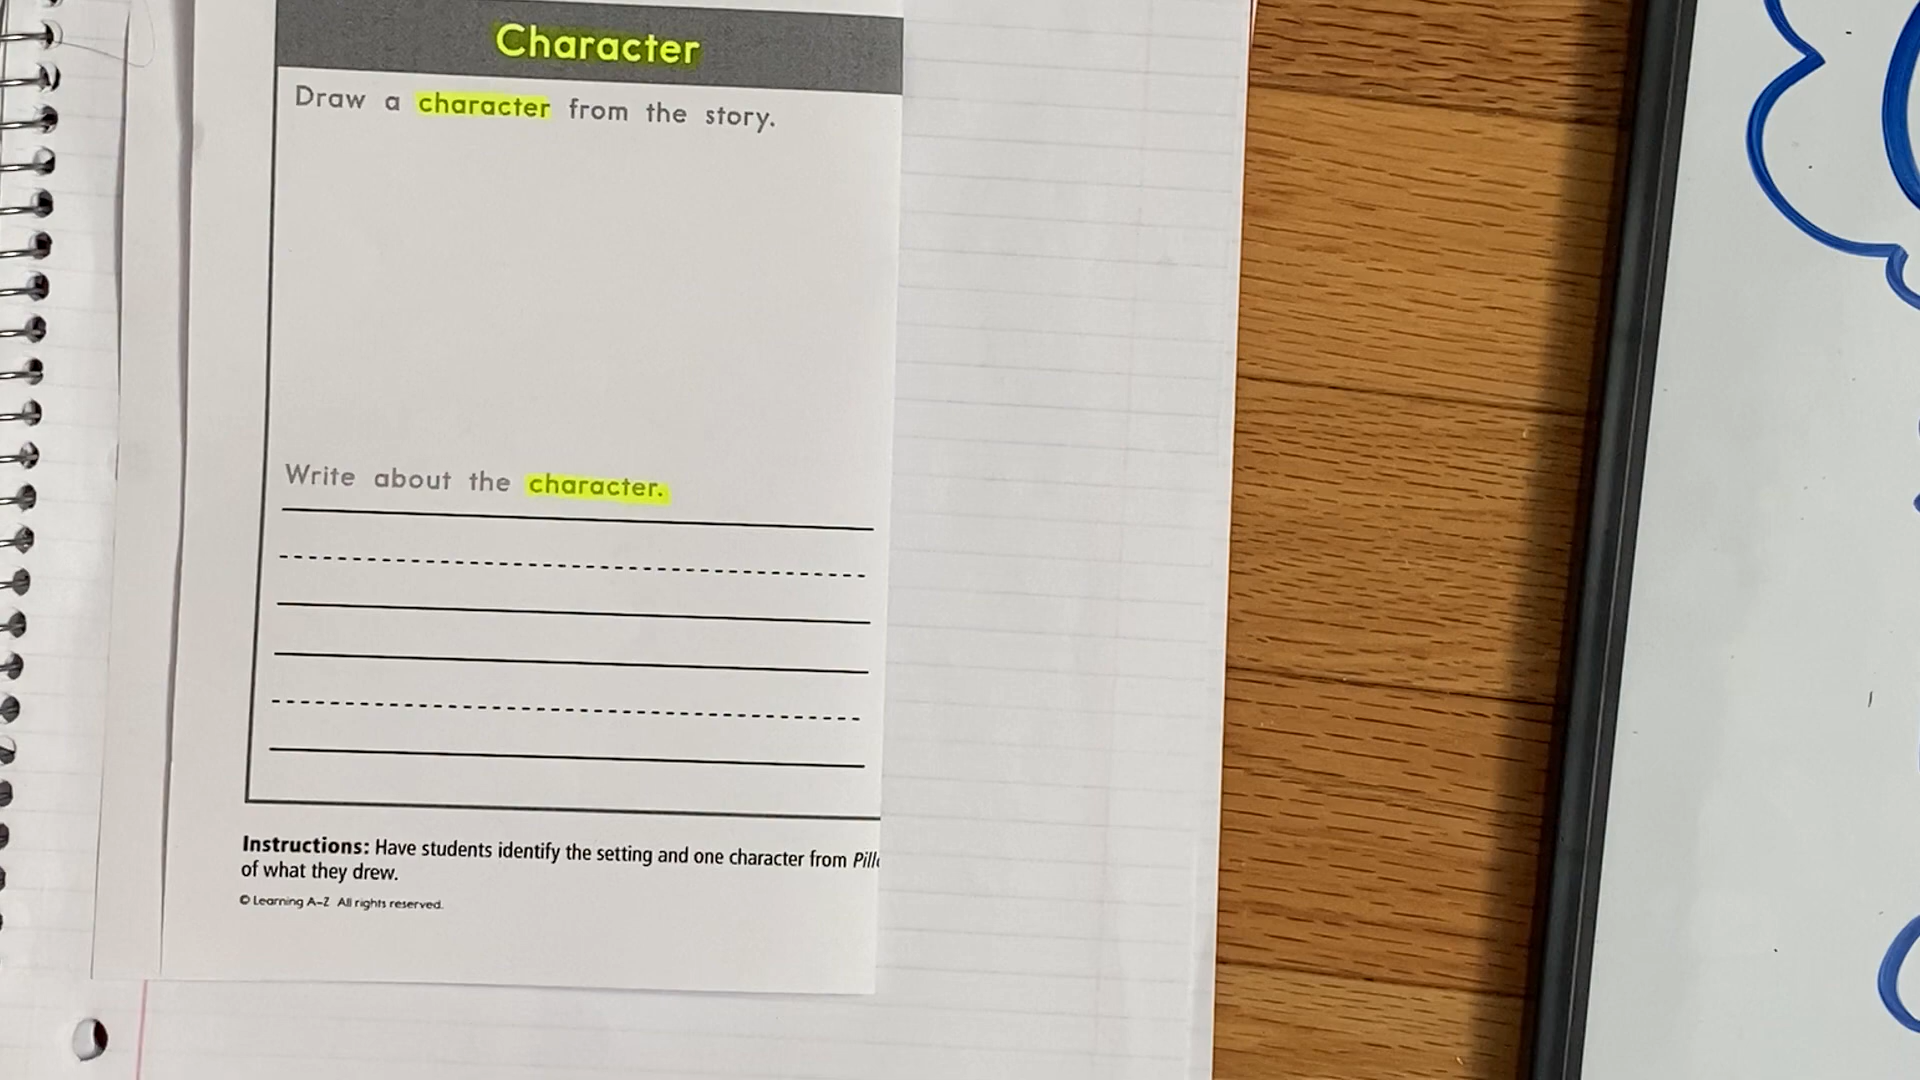 Character
Draw a character from the story.
Write about the character.
Instructions: Have students identify the setting and one character from
of what they drew.
© Learning A–Z All rights reserved.